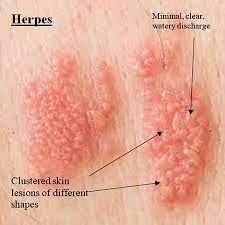 Herpes
Minimal, clear,
watery discharge
Clustered skin
lesions of different
shapes